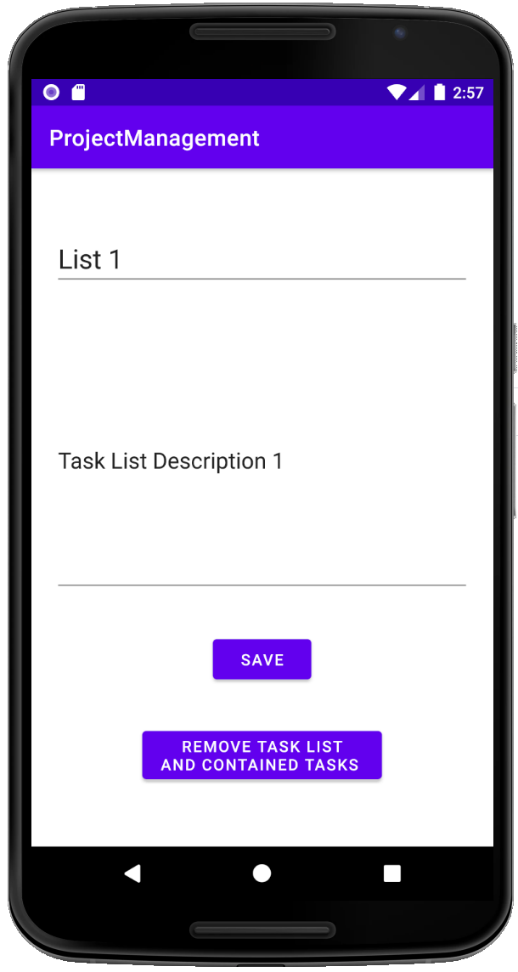 2:57
ProjectManagement
List 1
Task List Description 1
SAVE
REMOVE TASK LIST
AND CONTAINED TASKS